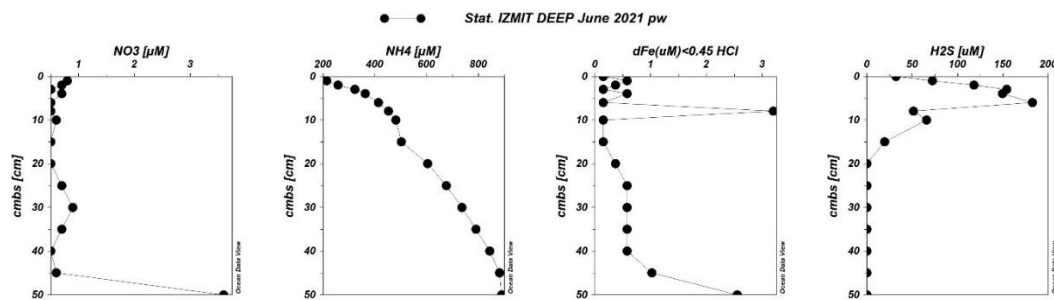 Stat. IZMIT DEEP June 2021 pw
NO3 [µM]
1 2 3
0
10
20
30
40
50
cmbs [cm]
Ocean Data View
NH4 [µM]
200 400 600 800
0
10
20
30
40
50
cmbs [cm]
Ocean Data View
dFe(uM)<0.45 HCl
0 1 2 3
0
10
20
30
40
50
cmbs [cm]
Ocean Data View
H2S [uM]
0 50 100 150 200
0
10
20
30
40
50
cmbs [cm]
Ocean Data View